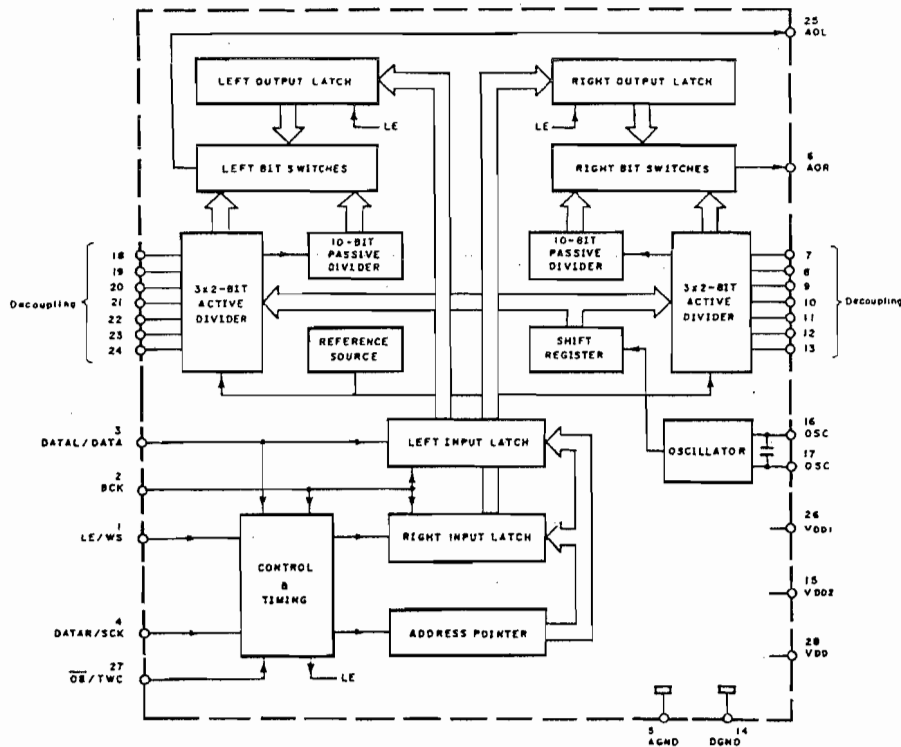 25
AOL
LEFT OUTPUT LATCH
RIGHT OUTPUT LATCH
LE
LE
LEFT BIT SWITCHES
RIGHT BIT SWITCHES
6
AOR
10-BIT
PASSIVE
DIVIDER
10-BIT
PASSIVE
DIVIDER
Decoupling
18
19
20
21
22
23
24
3x2-BIT
ACTIVE
DIVIDER
3x2-BIT
ACTIVE
DIVIDER
7
8
9
10
11
12
13
Decoupling
REFERENCE
SOURCE
SHIFT
REGISTER
3
DATAL/DATA
LEFT INPUT LATCH
OSCILLATOR
16
OSC
17
OSC
2
BCK
1
LE/WS
RIGHT INPUT LATCH
26
VDD1
CONTROL
&
TIMING
15
VDD2
4
DATAR/SCK
ADDRESS POINTER
28
VDD
27
OB/TWC
LE
5
AGND
14
DGND